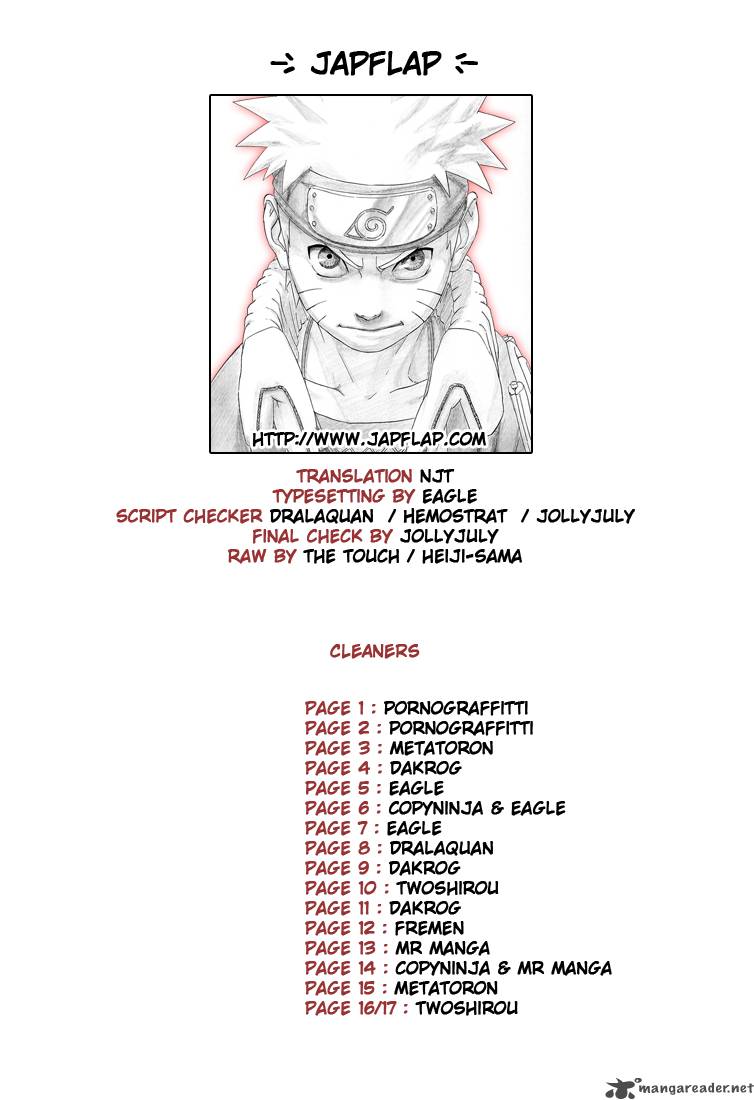 JAPFLAP
HTTP://WWW.JAPFLAP.COM
TRANSLATION NJT
TYPESETTING BY EAGLE
SCRIPT CHECKER DRALAQUAN / HEMOSTRAT / JOLLYJULY
FINAL CHECK BY JOLLYJULY
RAW BY THE TOUCH / HEIJI-SAMA
CLEANERS
PAGE 1 : PORNOGRAFFITTI
PAGE 2 : PORNOGRAFFITTI
PAGE 3 : METATORON
PAGE 4 : DAKROG
PAGE 5 : EAGLE
PAGE 6 : COPYNINJA & EAGLE
PAGE 7 : EAGLE
PAGE 8 : DRALAQUAN
PAGE 9 : DAKROG
PAGE 10 : TWOSHIROU
PAGE 11 : DAKROG
PAGE 12 : FREMEN
PAGE 13 : MR MANGA
PAGE 14 : COPYNINJA & MR MANGA
PAGE 15 : METATORON
PAGE 16/17 : TWOSHIROU
mangareader.net